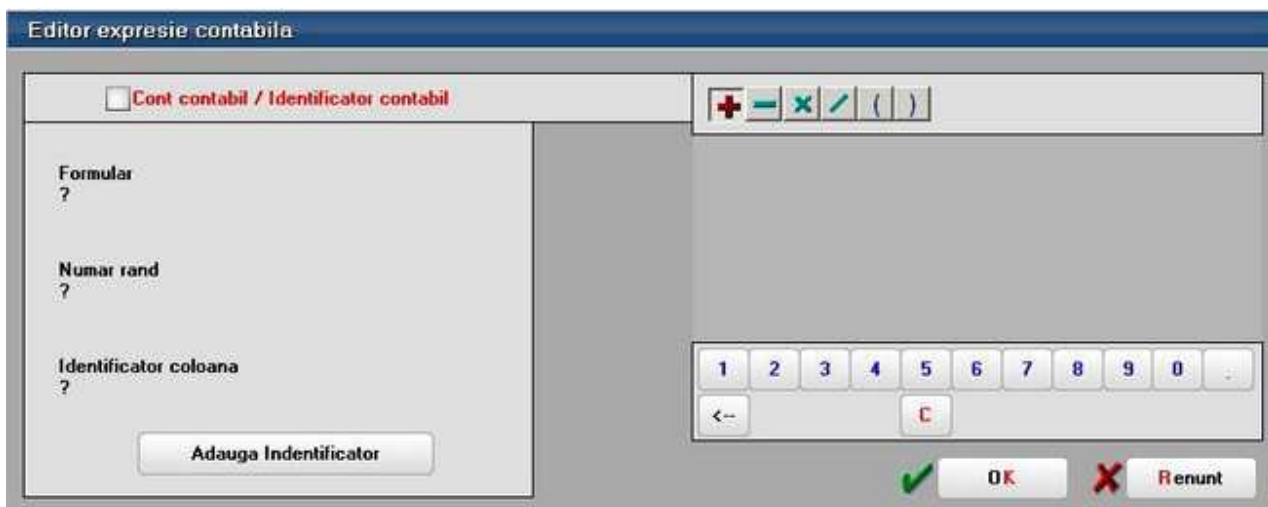 Editor expresie contabila
Cont contabil / Identificator contabil
+ - x / ( )
Formular
?
Numar rand
?
Identificator coloana
?
Adauga Indentificator
1 2 3 4 5 6 7 8 9 0 .
<-- C
OK Renunt